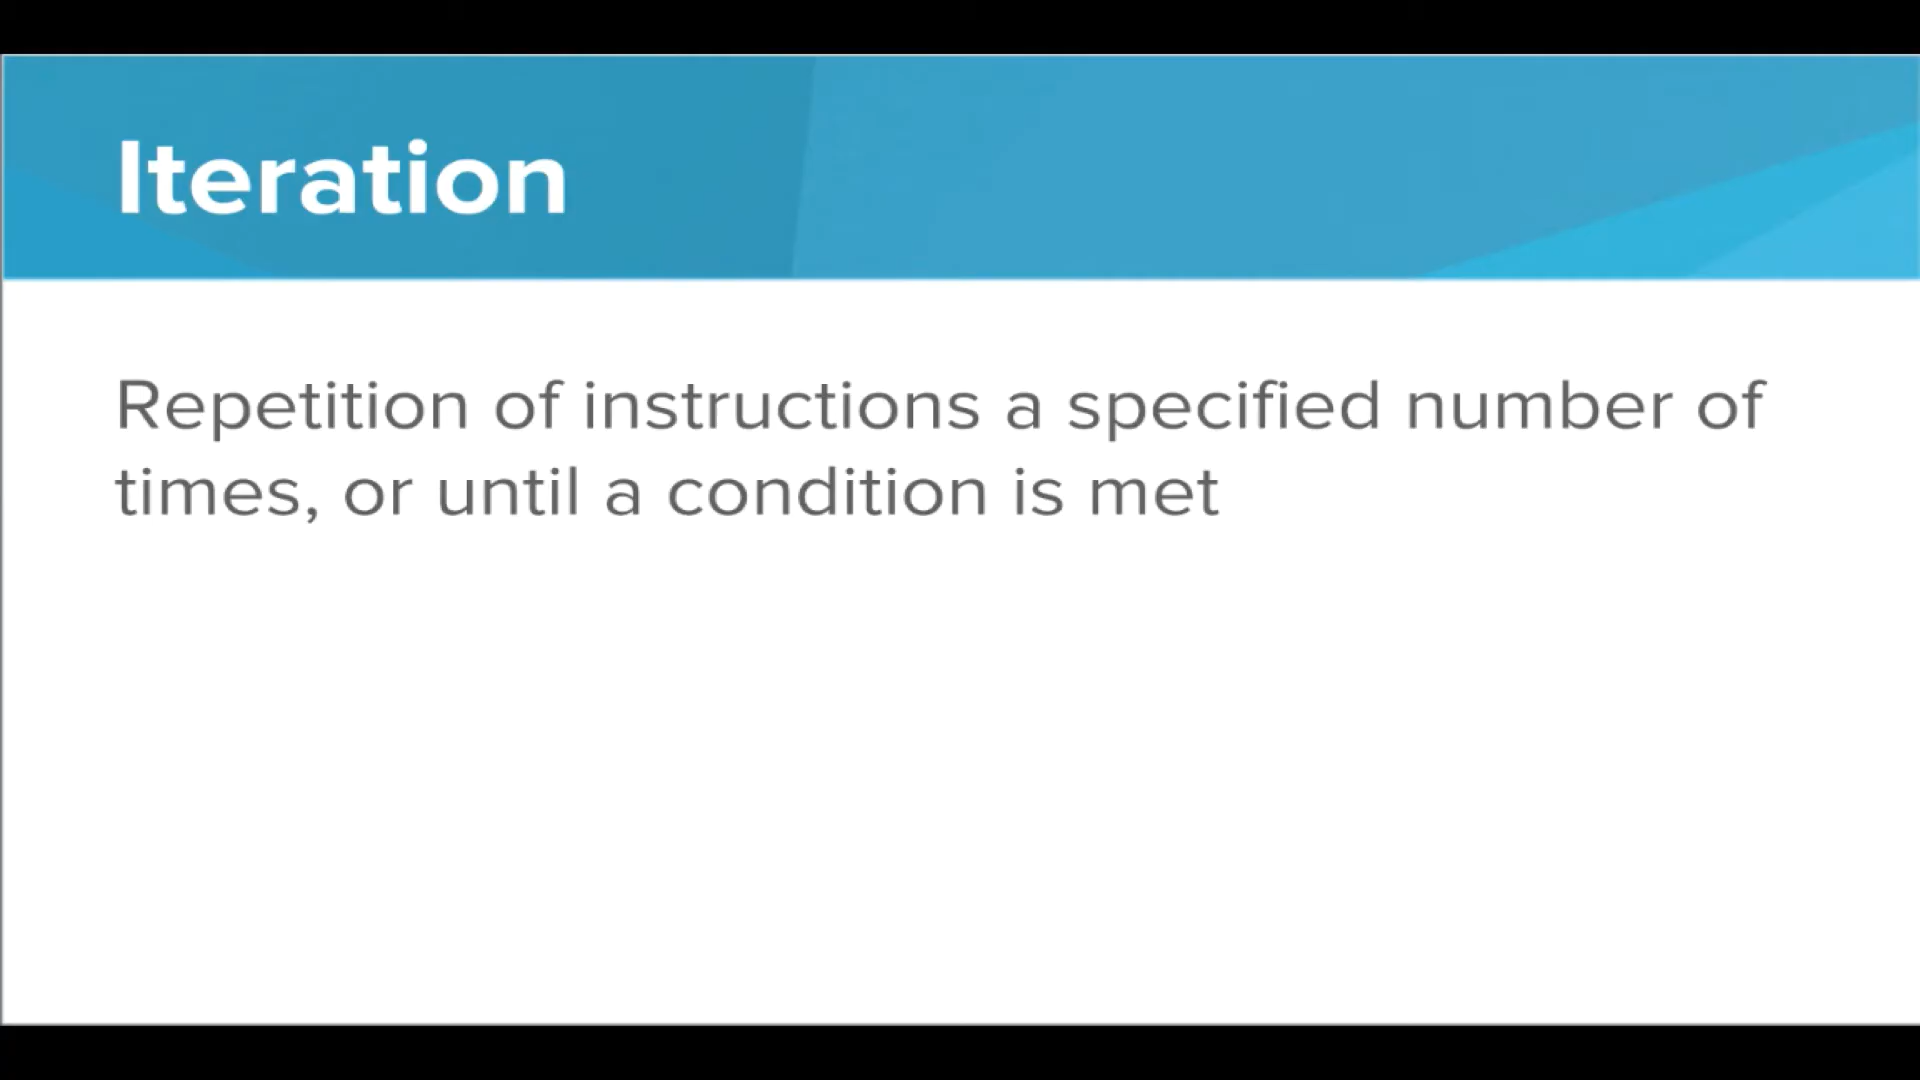 Iteration
Repetition of instructions a specified number of
times, or until a condition is met